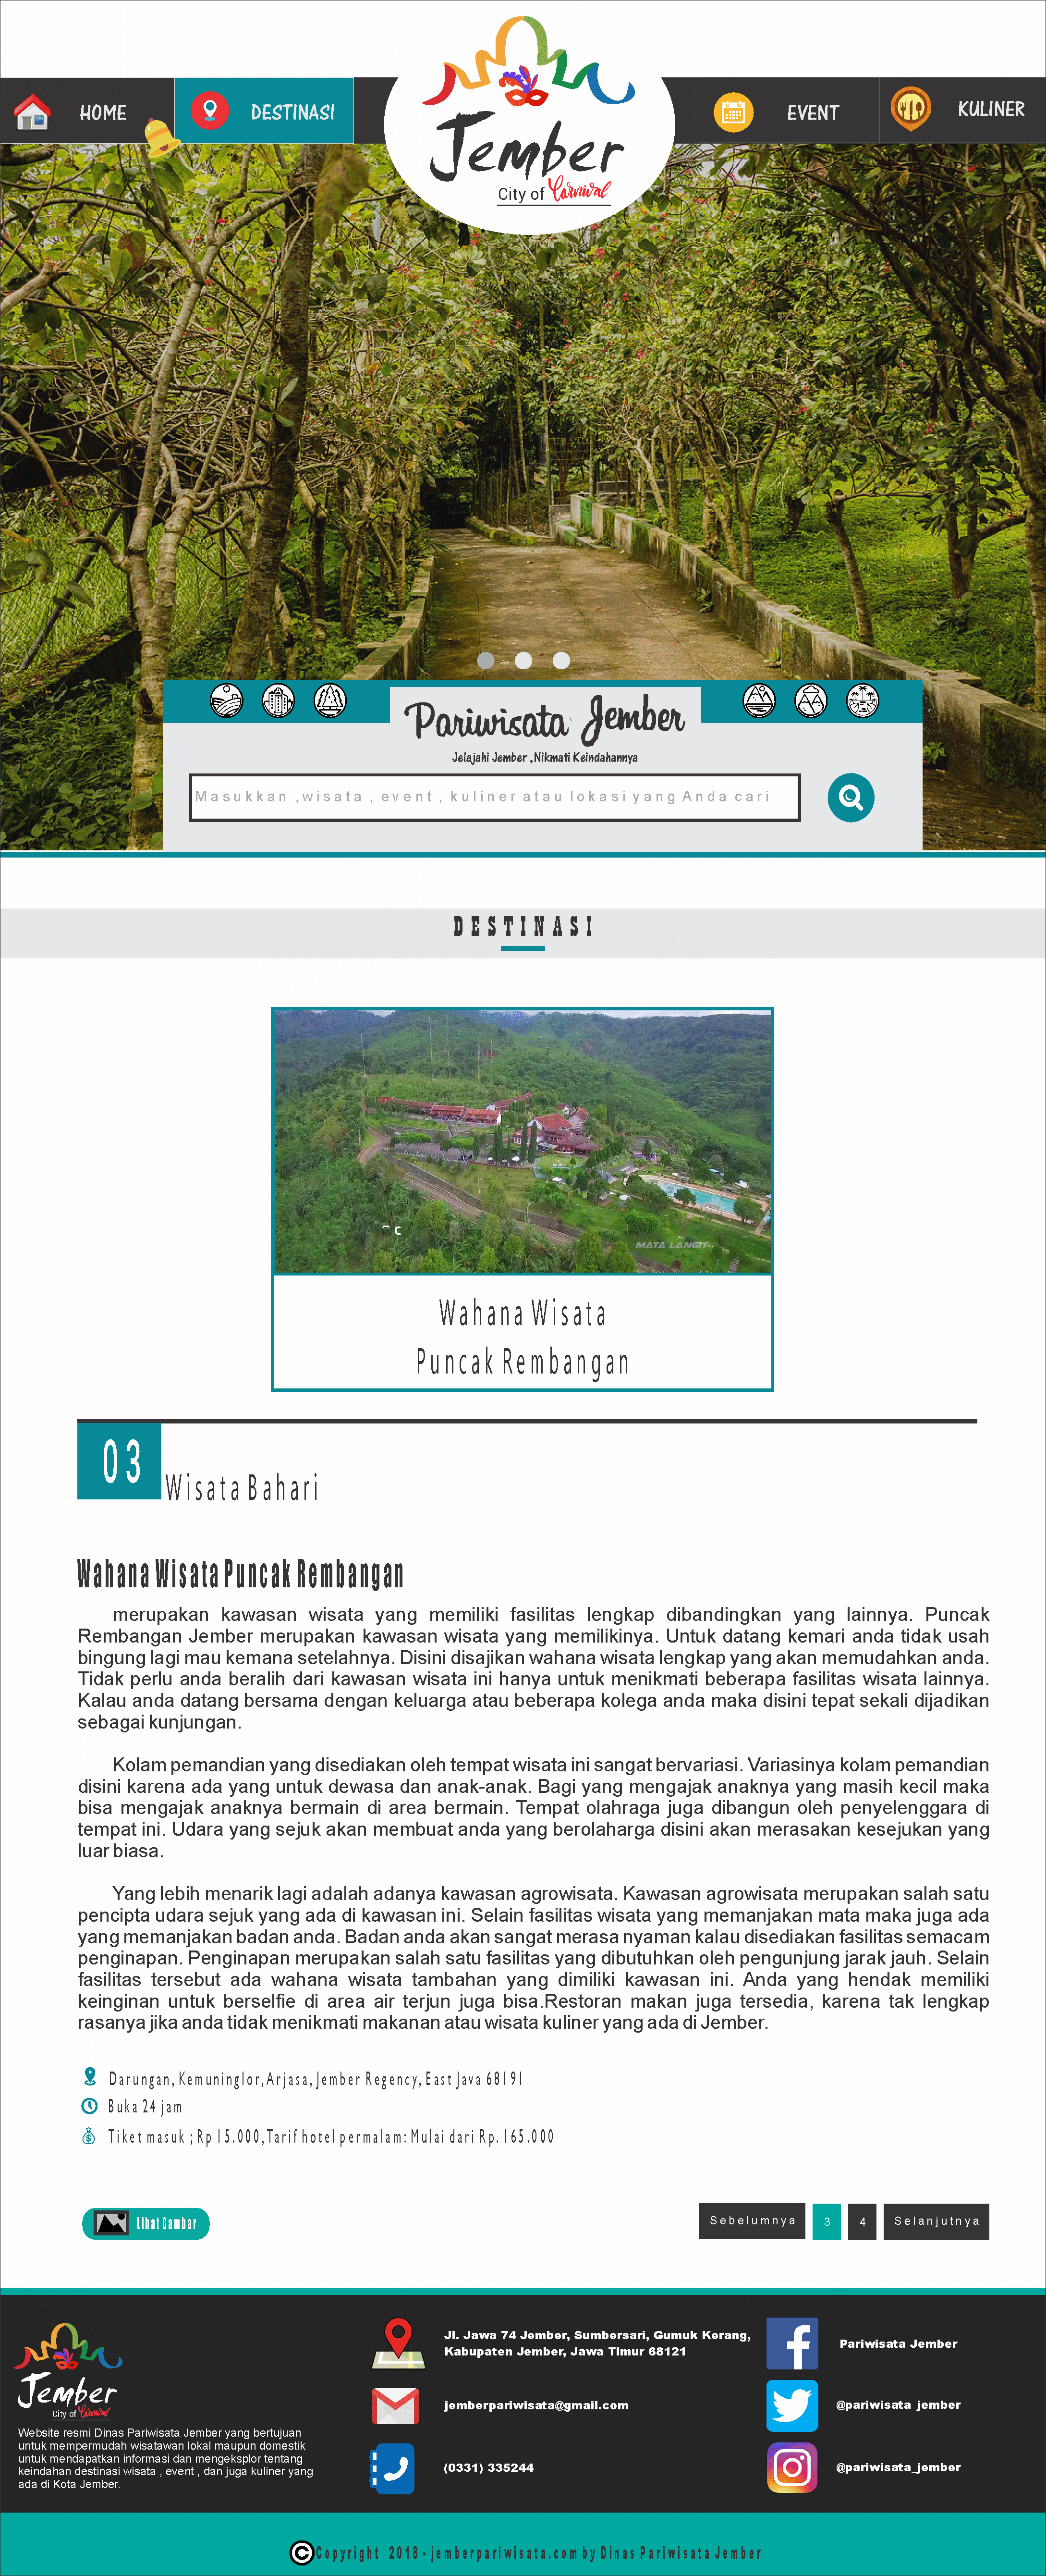 HOME
DESTINASI
Jember
City of Carnival
EVENT
KULINER
Pariwisata Jember
Jelajahi Jember ,Nikmati Keindahannya
Masukkan ,wisata , event , kuliner atau lokasi yang Anda cari
DESTINASI
MATA LANGIT
Wahana Wisata
Puncak Rembangan
03
Wisata Bahari
Wahana Wisata Puncak Rembangan
merupakan kawasan wisata yang memiliki fasilitas lengkap dibandingkan yang lainnya. Puncak
Rembangan Jember merupakan kawasan wisata yang memilikinya. Untuk datang kemari anda tidak usah
bingung lagi mau kemana setelahnya. Disini disajikan wahana wisata lengkap yang akan memudahkan anda.
Tidak perlu anda beralih dari kawasan wisata ini hanya untuk menikmati beberapa fasilitas wisata lainnya.
Kalau anda datang bersama dengan keluarga atau beberapa kolega anda maka disini tepat sekali dijadikan
sebagai kunjungan.
Kolam pemandian yang disediakan oleh tempat wisata ini sangat bervariasi. Variasinya kolam pemandian
disini karena ada yang untuk dewasa dan anak-anak. Bagi yang mengajak anaknya yang masih kecil maka
bisa mengajak anaknya bermain di area bermain. Tempat olahraga juga dibangun oleh penyelenggara di
tempat ini. Udara yang sejuk akan membuat anda yang berolaharga disini akan merasakan kesejukan yang
luar biasa.
Yang lebih menarik lagi adalah adanya kawasan agrowisata. Kawasan agrowisata merupakan salah satu
pencipta udara sejuk yang ada di kawasan ini. Selain fasilitas wisata yang memanjakan mata maka juga ada
yang memanjakan badan anda. Badan anda akan sangat merasa nyaman kalau disediakan fasilitas semacam
penginapan. Penginapan merupakan salah satu fasilitas yang dibutuhkan oleh pengunjung jarak jauh. Selain
fasilitas tersebut ada wahana wisata tambahan yang dimiliki kawasan ini. Anda yang hendak memiliki
keinginan untuk berselfie di area air terjun juga bisa.Restoran makan juga tersedia, karena tak lengkap
rasanya jika anda tidak menikmati makanan atau wisata kuliner yang ada di Jember.
Darungan, Kemuninglor, Arjasa, Jember Regency, East Java 68191
Buka 24 jam
Tiket masuk ; Rp 15.000, Tarif hotel permalam: Mulai dari Rp. 165.000
Lihat Gambar
Sebelumnya 3 4 Selanjutnya
Jember
City of Carnival
Website resmi Dinas Pariwisata Jember yang bertujuan
untuk mempermudah wisatawan lokal maupun domestik
untuk mendapatkan informasi dan mengeksplor tentang
keindahan destinasi wisata , event , dan juga kuliner yang
ada di Kota Jember.
Jl. Jawa 74 Jember, Sumbersari, Gumuk Kerang,
Kabupaten Jember, Jawa Timur 68121
jemberpariwisata@gmail.com
(0331) 335244
Pariwisata Jember
@pariwisata_jember
@pariwisata_jember
© Copyright 2018 - jemberpariwisata.com by Dinas Pariwisata Jember